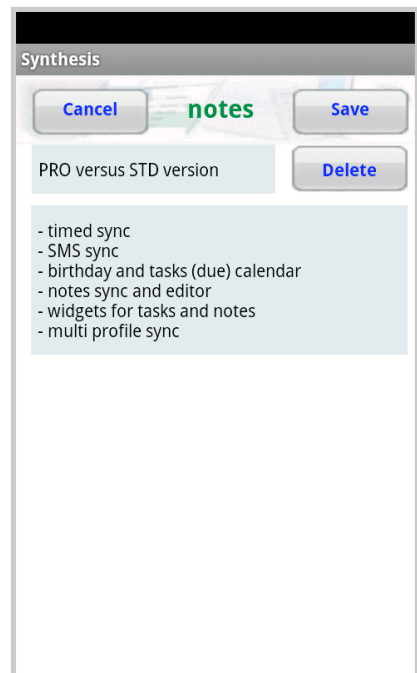 Synthesis
Cancel notes Save
PRO versus STD version Delete
- timed sync
- SMS sync
- birthday and tasks (due) calendar
- notes sync and editor
- widgets for tasks and notes
- multi profile sync